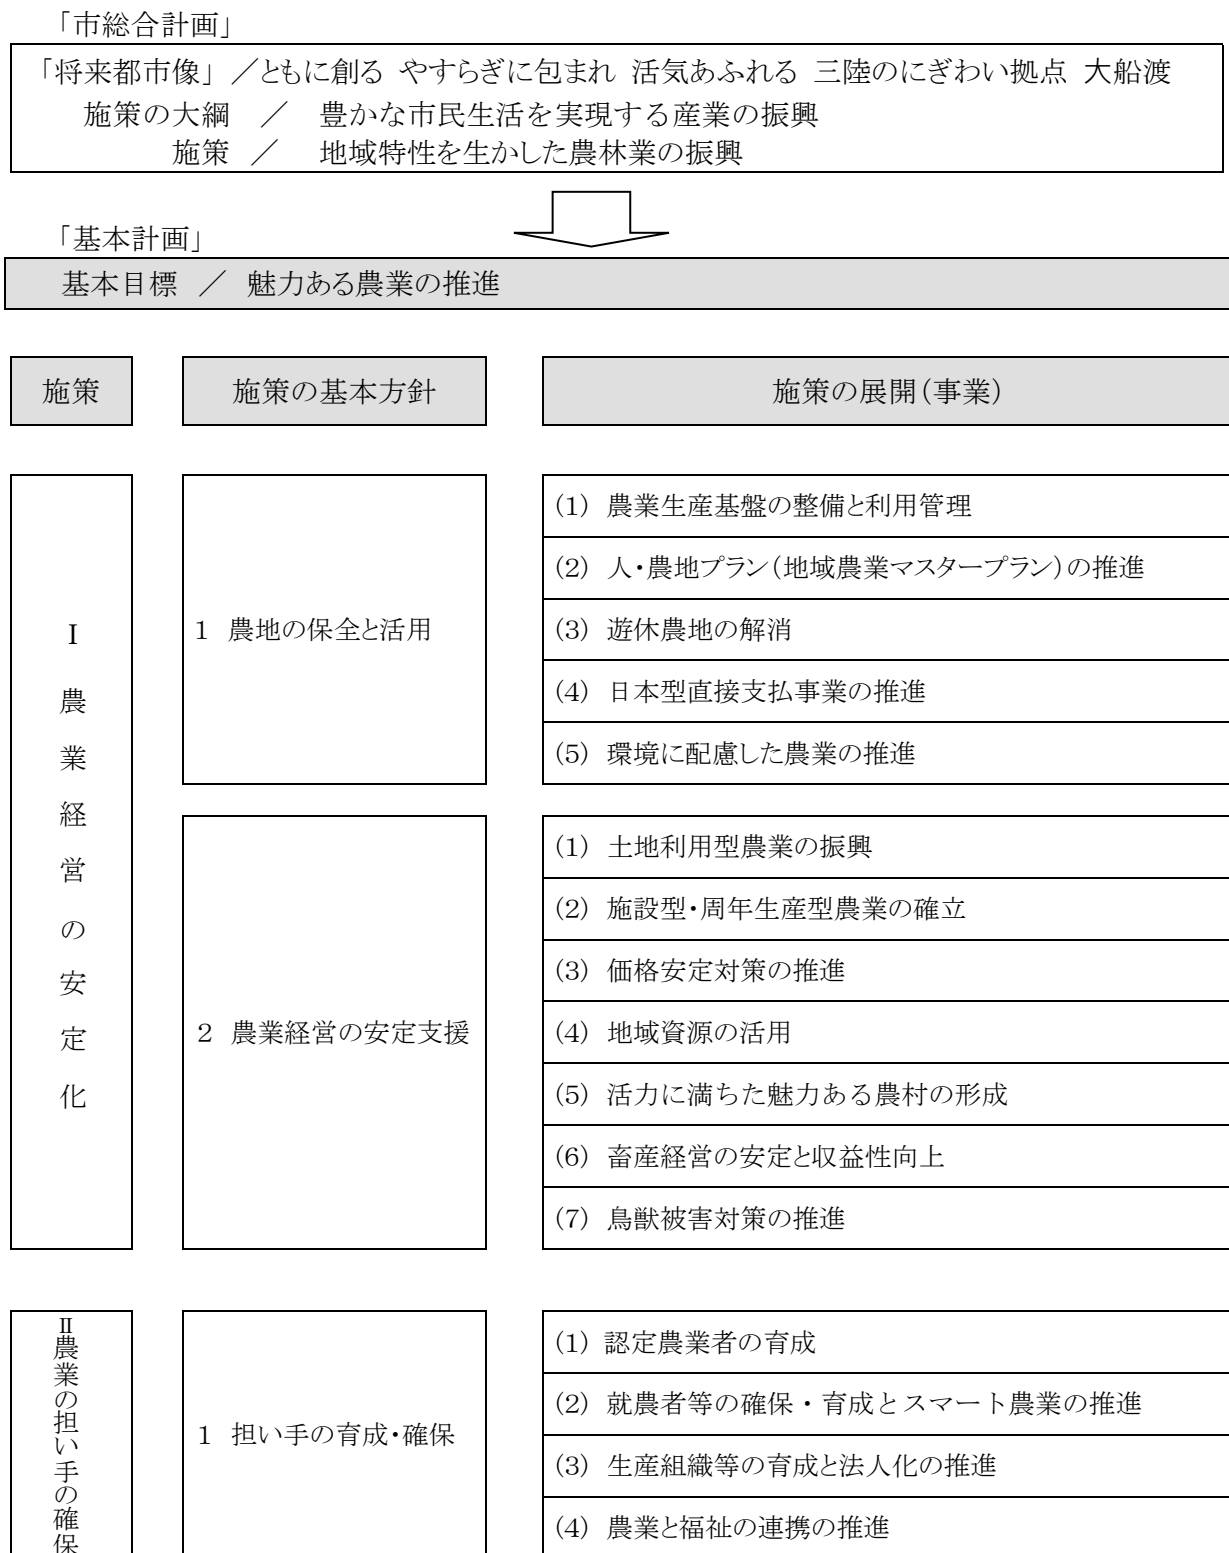 「市総合計画」
「将来都市像」 ／ともに創る やすらぎに包まれ 活気あふれる 三陸のにぎわい拠点 大船渡
施策の大綱 ／ 豊かな市民生活を実現する産業の振興
施策 ／ 地域特性を生かした農林業の振興
「基本計画」
基本目標 ／ 魅力ある農業の推進
施策
施策の基本方針
施策の展開（事業）
Ⅰ農業経営の安定化
１ 農地の保全と活用
（1） 農業生産基盤の整備と利用管理
（2） 人・農地プラン（地域農業マスタープラン）の推進
（3） 遊休農地の解消
（4） 日本型直接支払事業の推進
（5） 環境に配慮した農業の推進
２ 農業経営の安定支援
（1） 土地利用型農業の振興
（2） 施設型・周年生産型農業の確立
（3） 価格安定対策の推進
（4） 地域資源の活用
（5） 活力に満ちた魅力ある農村の形成
（6） 畜産経営の安定と収益性向上
（7） 鳥獣被害対策の推進
Ⅱ農業の担い手の確保
１ 担い手の育成・確保
（1） 認定農業者の育成
（2） 就農者等の確保・育成とスマート農業の推進
（3） 生産組織等の育成と法人化の推進
（4） 農業と福祉の連携の推進